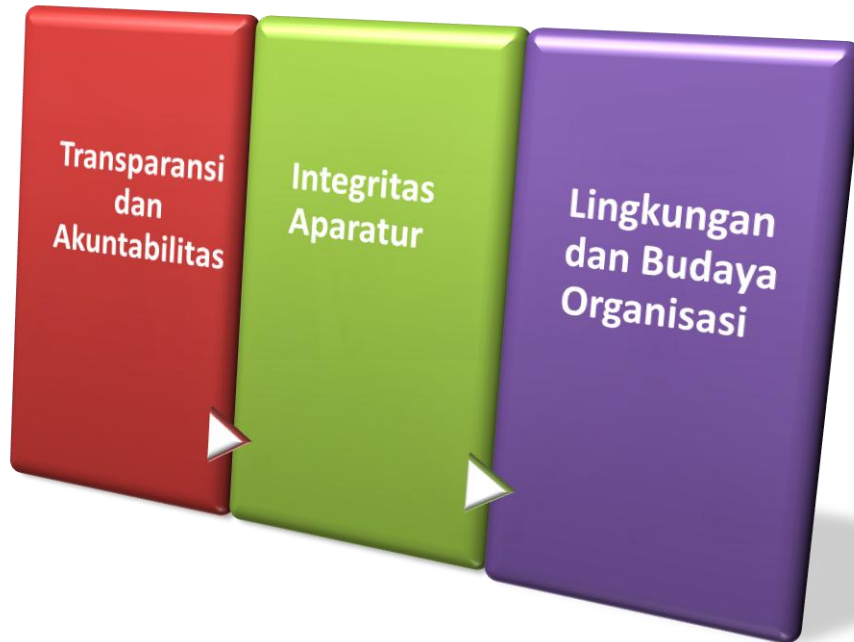 Transparansi
dan
Akuntabilitas
Integritas
Aparatur
Lingkungan
dan Budaya
Organisasi